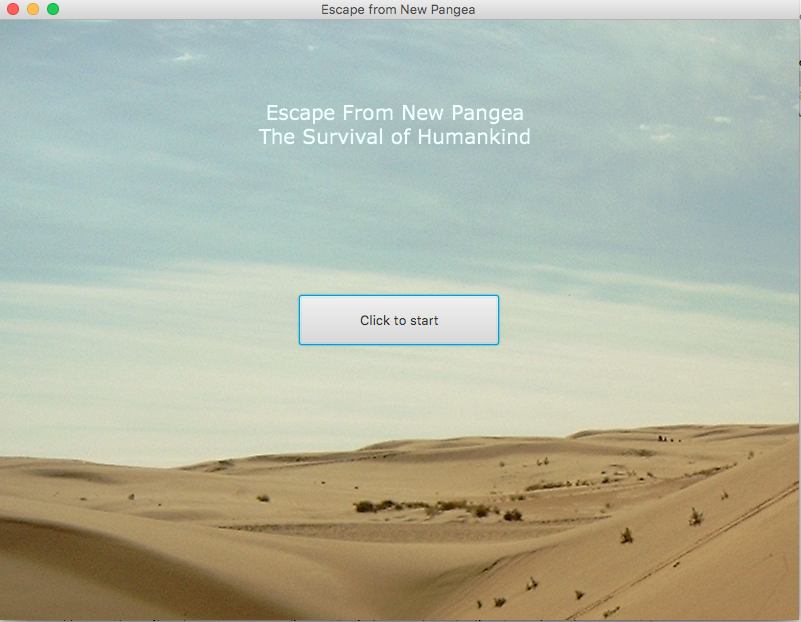 Escape from New Pangea
Escape From New Pangea
The Survival of Humankind
Click to start